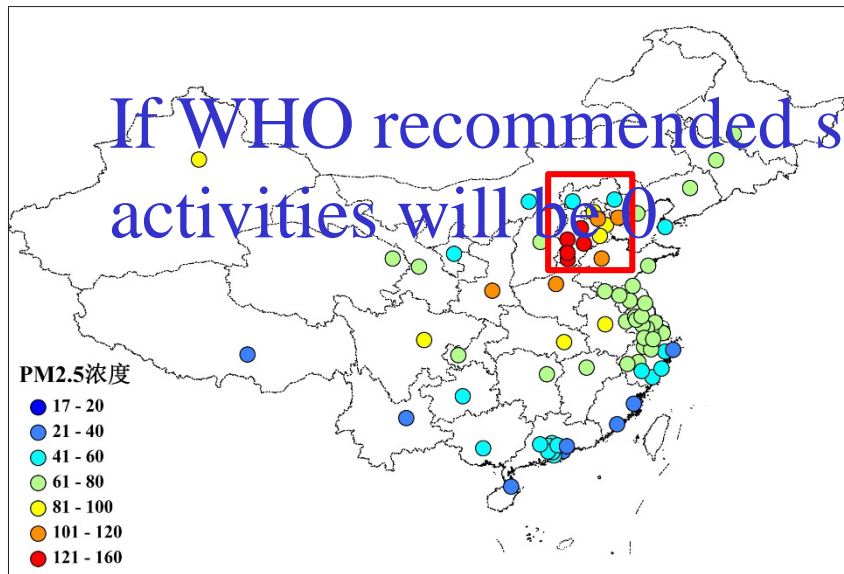 If WHO recommended s
activities will be 0
PM2.5浓度
17 - 20
21 - 40
41 - 60
61 - 80
81 - 100
101 - 120
121 - 160